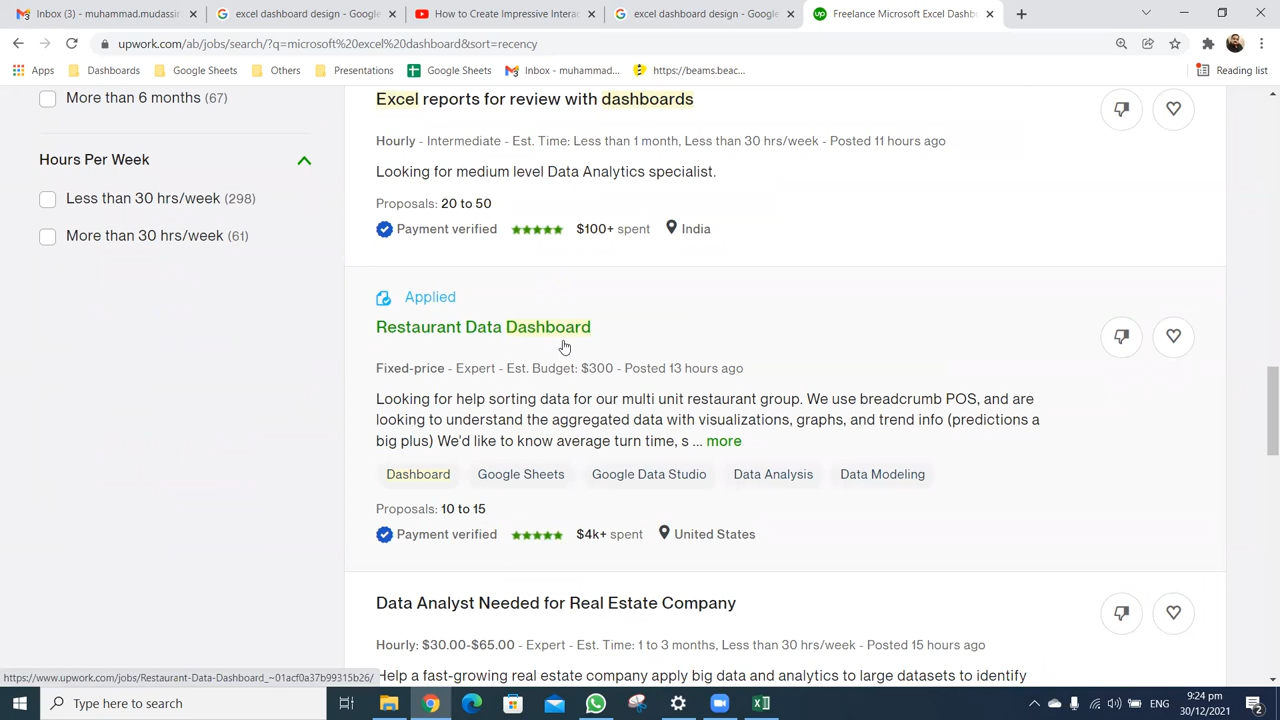 Inbox (3) - muhammad.mudassir
excel dashboard design - Google
How to Create Impressive Interac
excel dashboard design - Google
up
Freelance Microsoft Excel Dashb
upwork.com/ab/jobs/search/?q=microsoft%20excel%20dashboard&sort=recency
Apps
Dashboards
Google Sheets
Others
Presentations
Google Sheets
Inbox - muhammad...
https://beams.beac...
Reading list
More than 6 months (67)
Hours Per Week
Less than 30 hrs/week (298)
More than 30 hrs/week (61)
Excel reports for review with dashboards
Hourly - Intermediate - Est. Time: Less than 1 month, Less than 30 hrs/week - Posted 11 hours ago
Looking for medium level Data Analytics specialist.
Proposals: 20 to 50
Payment verified $100+ spent India
Applied
Restaurant Data Dashboard
Fixed-price - Expert - Est. Budget: $300 - Posted 13 hours ago
Looking for help sorting data for our multi unit restaurant group. We use breadcrumb POS, and are
looking to understand the aggregated data with visualizations, graphs, and trend info (predictions a
big plus) We'd like to know average turn time, s ... more
Dashboard Google Sheets Google Data Studio Data Analysis Data Modeling
Proposals: 10 to 15
Payment verified $4k+ spent United States
Data Analyst Needed for Real Estate Company
Hourly: $30.00-$65.00 - Expert - Est. Time: 1 to 3 months, Less than 30 hrs/week - Posted 15 hours ago
Help a fast-growing real estate company apply big data and analytics to large datasets to identify
https://www.upwork.com/jobs/Restaurant-Data-Dashboard_~01acf0a37b99315b26/
Type here to search
ENG
9:24 pm
30/12/2021
2